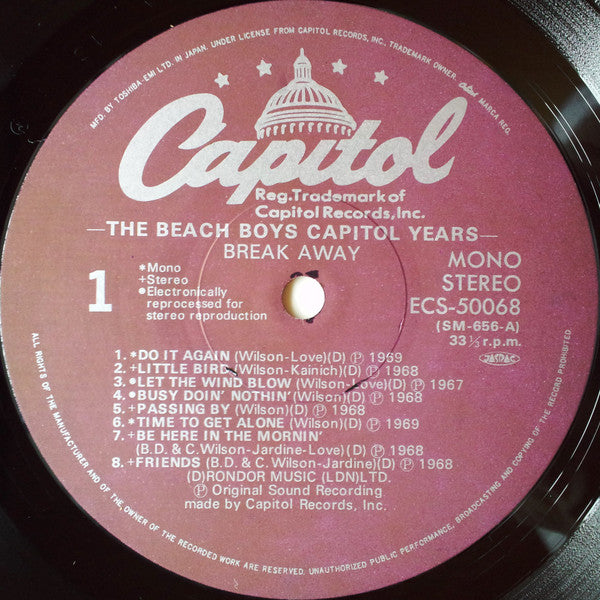 MFD. BY TOSHIBA-EMI LTD. IN JAPAN. UNDER LICENSE FROM CAPITOL RECORDS, INC., TRADEMARK OWNER. MARCA REG.
Capitol
Reg.Trademark of
Capitol Records, Inc.
—THE BEACH BOYS CAPITOL YEARS—
BREAK AWAY
1
*Mono
+Stereo
●Electronically
reprocessed for
stereo reproduction
MONO
STEREO
ECS-50068
(SM-656-A)
33⅓ r.p.m.
JASRAC
1. *DO IT AGAIN (Wilson-Love)(D) Ⓟ 1969
2. +LITTLE BIRD (Wilson-Kainich)(D) Ⓟ 1968
3. ●LET THE WIND BLOW (Wilson-Love)(D) Ⓟ 1967
4. ●BUSY DOIN' NOTHIN' (Wilson)(D) Ⓟ 1968
5. +PASSING BY (Wilson)(D) Ⓟ 1968
6. *TIME TO GET ALONE (Wilson)(D) Ⓟ 1969
7. +BE HERE IN THE MORNIN'
(B.D. & C. Wilson-Jardine-Love)(D) Ⓟ 1968
8. +FRIENDS (B.D. & C. Wilson-Jardine)(D) Ⓟ 1968
(D)RONDOR MUSIC (LDN)LTD.
Ⓟ Original Sound Recording
made by Capitol Records, Inc.
ALL RIGHTS OF THE MANUFACTURER AND OF THE OWNER OF THE RECORDED WORK ARE RESERVED. UNAUTHORIZED PUBLIC PERFORMANCE, BROADCASTING AND COPYING OF THE RECORD PROHIBITED.